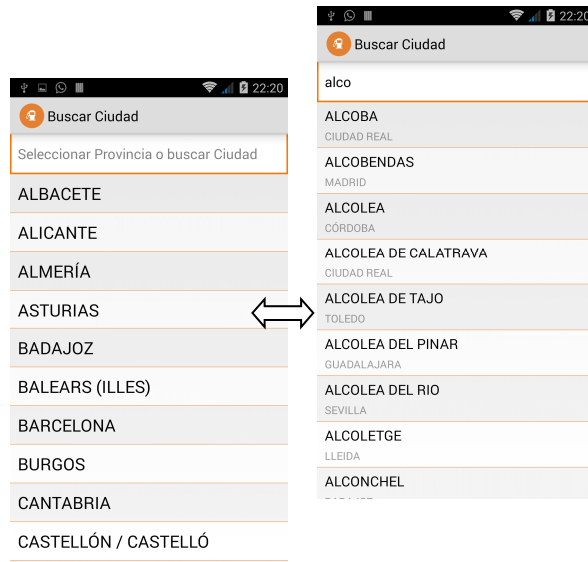 22:20
Buscar Ciudad
Seleccionar Provincia o buscar Ciudad
ALBACETE
ALICANTE
ALMERÍA
ASTURIAS
BADAJOZ
BALEARS (ILLES)
BARCELONA
BURGOS
CANTABRIA
CASTELLÓN / CASTELLÓ
22:20
Buscar Ciudad
alco
ALCOBA
CIUDAD REAL
ALCOBENDAS
MADRID
ALCOLEA
CÓRDOBA
ALCOLEA DE CALATRAVA
CIUDAD REAL
ALCOLEA DE TAJO
TOLEDO
ALCOLEA DEL PINAR
GUADALAJARA
ALCOLEA DEL RIO
SEVILLA
ALCOLETGE
LLEIDA
ALCONCHEL